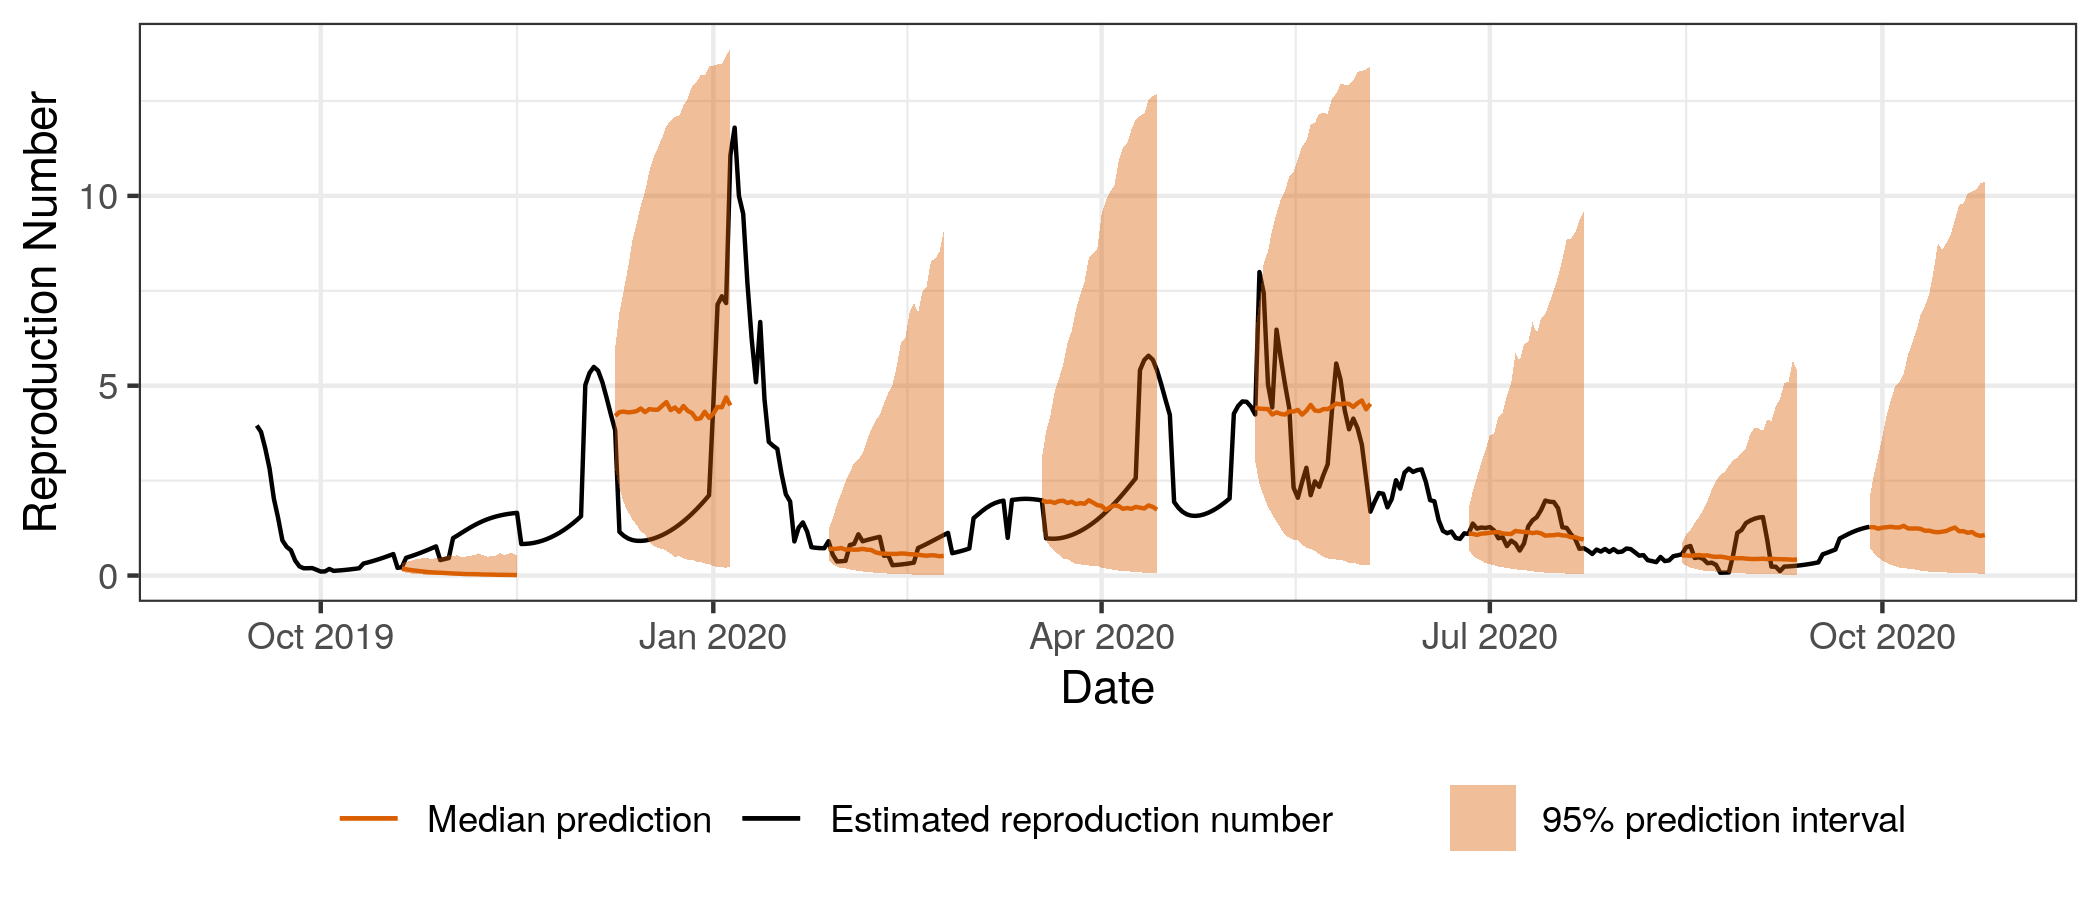 Reproduction Number
10
5
0
Oct 2019 Jan 2020 Apr 2020 Jul 2020 Oct 2020
Date
Median prediction Estimated reproduction number 95% prediction interval